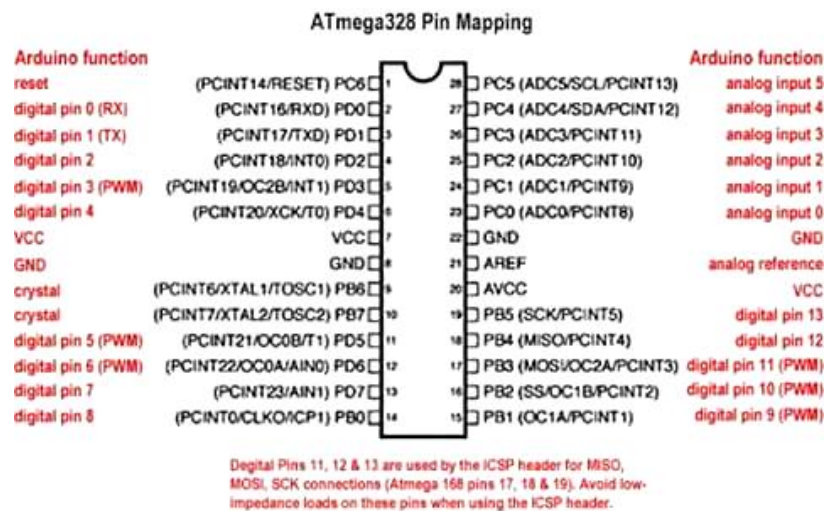 ATmega328 Pin Mapping
Arduino function Arduino function
reset (PCINT14/RESET) PC6 1 28 PC5 (ADC5/SCL/PCINT13) analog input 5
digital pin 0 (RX) (PCINT16/RXD) PD0 2 27 PC4 (ADC4/SDA/PCINT12) analog input 4
digital pin 1 (TX) (PCINT17/TXD) PD1 3 26 PC3 (ADC3/PCINT11) analog input 3
digital pin 2 (PCINT18/INT0) PD2 4 25 PC2 (ADC2/PCINT10) analog input 2
digital pin 3 (PWM) (PCINT19/OC2B/INT1) PD3 5 24 PC1 (ADC1/PCINT9) analog input 1
digital pin 4 (PCINT20/XCK/T0) PD4 6 23 PC0 (ADC0/PCINT8) analog input 0
VCC VCC 7 22 GND GND
GND GND 8 21 AREF analog reference
crystal (PCINT6/XTAL1/TOSC1) PB6 9 20 AVCC VCC
crystal (PCINT7/XTAL2/TOSC2) PB7 10 19 PB5 (SCK/PCINT5) digital pin 13
digital pin 5 (PWM) (PCINT21/OC0B/T1) PD5 11 18 PB4 (MISO/PCINT4) digital pin 12
digital pin 6 (PWM) (PCINT22/OC0A/AIN0) PD6 12 17 PB3 (MOSI/OC2A/PCINT3) digital pin 11 (PWM)
digital pin 7 (PCINT23/AIN1) PD7 13 16 PB2 (SS/OC1B/PCINT2) digital pin 10 (PWM)
digital pin 8 (PCINT0/CLKO/ICP1) PB0 14 15 PB1 (OC1A/PCINT1) digital pin 9 (PWM)
Degital Pins 11, 12 & 13 are used by the ICSP header for MISO,
MOSI, SCK connections (Atmega 168 pins 17, 18 & 19). Avoid low-
impedance loads on these pins when using the ICSP header.